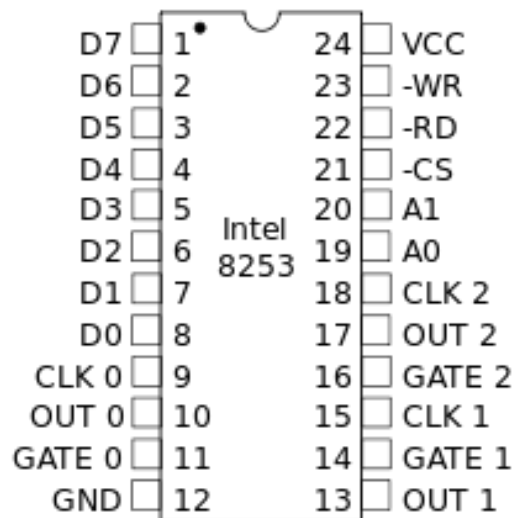 D7 1 24 VCC
D6 2 23 -WR
D5 3 22 -RD
D4 4 21 -CS
D3 5 20 A1
Intel
D2 6 19 A0
8253
D1 7 18 CLK 2
D0 8 17 OUT 2
CLK 0 9 16 GATE 2
OUT 0 10 15 CLK 1
GATE 0 11 14 GATE 1
GND 12 13 OUT 1